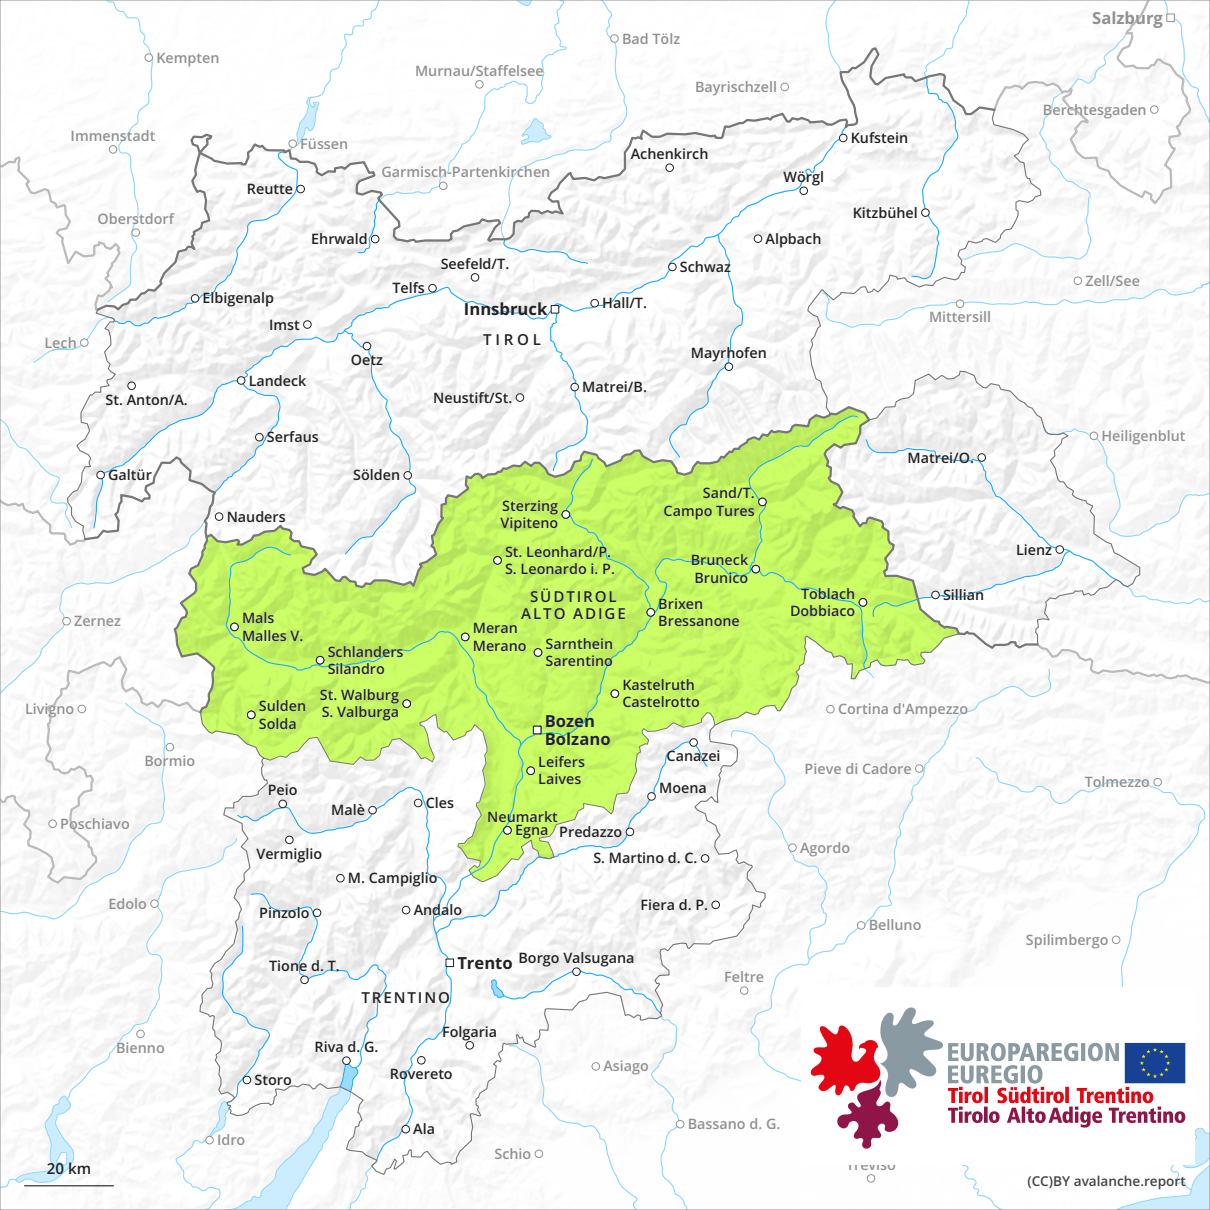 Salzburg
Bad Tölz
Kempten
Murnau/Staffelsee
Bayrischzell
Berchtesgaden
Immenstadt
Füssen
Kufstein
Achenkirch
Garmisch-Partenkirchen
Wörgl
Reutte
Oberstdorf
Kitzbühel
Ehrwald
Alpbach
Seefeld/T.
Schwaz
Zell/See
Telfs
Elbigenalp
Hall/T.
Innsbruck
Mittersill
Imst
TIROL
Lech
Oetz
Mayrhofen
Landeck
Matrei/B.
St. Anton/A.
Neustift/St.
Serfaus
Heiligenblut
Matrei/O.
Galtür
Sölden
Sand/T.
Campo Tures
Sterzing
Vipiteno
Nauders
St. Leonhard/P.
S. Leonardo i. P.
Lienz
Bruneck
Brunico
SÜDTIROL
ALTO ADIGE
Toblach
Dobbiaco
Sillian
Brixen
Bressanone
Zernez
Mals
Malles V.
Meran
Merano
Sarnthein
Sarentino
Schlanders
Silandro
Kastelruth
Castelrotto
St. Walburg
S. Valburga
Sulden
Solda
Livigno
Cortina d'Ampezzo
Bozen
Bolzano
Bormio
Canazei
Leifers
Laives
Pieve di Cadore
Tolmezzo
Peio
Moena
Malè
Cles
Neumarkt
Egna
Predazzo
Poschiavo
Vermiglio
Agordo
S. Martino d. C.
M. Campiglio
Edolo
Pinzolo
Andalo
Fiera d. P.
Belluno
Spilimbergo
Trento
Borgo Valsugana
Tione d. T.
Feltre
TRENTINO
Folgaria
Bienno
Riva d. G.
EUROPAREGION
EUREGIO
Asiago
Rovereto
Storo
Tirol Südtirol Trentino
Tirolo Alto Adige Trentino
Ala
Bassano d. G.
Idro
Schio
Treviso
20 km
(CC)BY avalanche.report